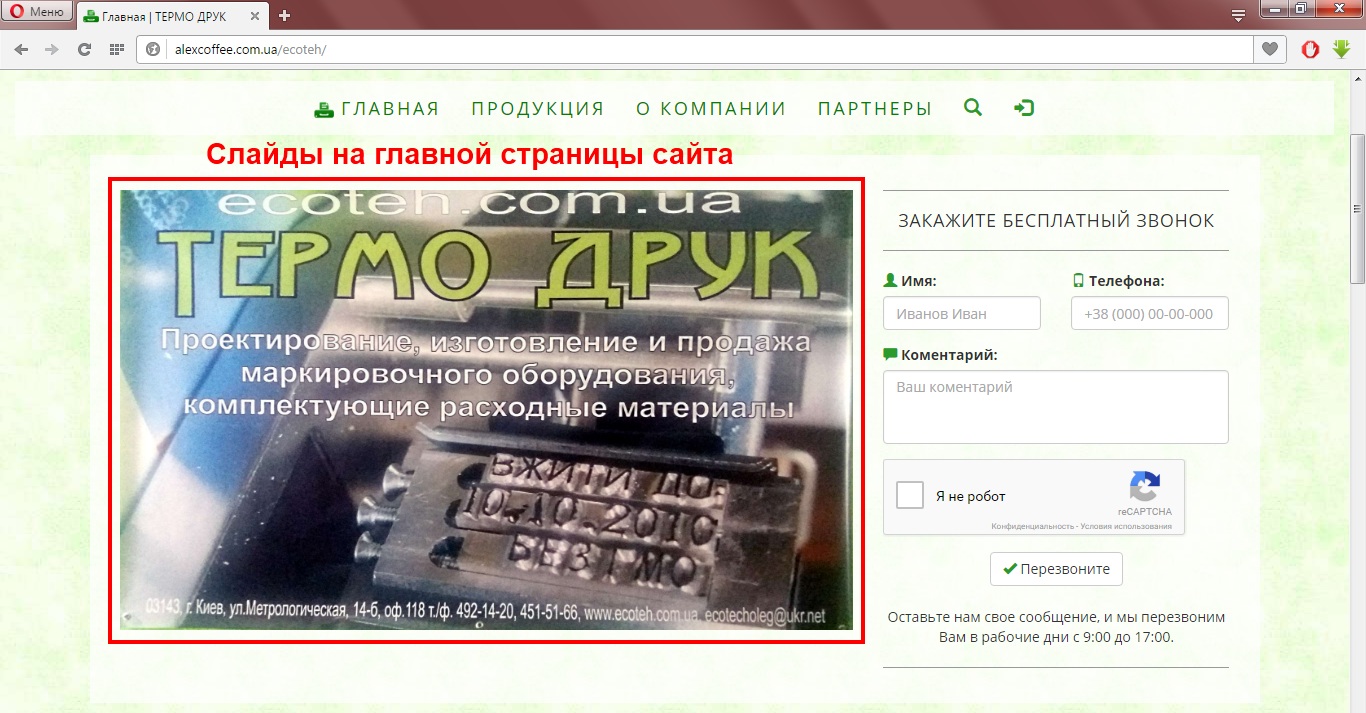 Меню
Главная | ТЕРМО ДРУК
alexcoffee.com.ua/ecoteh/
ГЛАВНАЯ ПРОДУКЦИЯ О КОМПАНИИ ПАРТНЕРЫ
Слайды на главной страницы сайта
ecoteh.com.ua
ТЕРМО ДРУК
Проектирование, изготовление и продажа
маркировочного оборудования,
комплектующие расходные материалы
ВЖИТИ ДО:
10.10.2010
БЕЗ ГМО
03143, г. Киев, ул.Метрологическая, 14-б, оф.118 т./ф. 492-14-20, 451-51-66, www.ecoteh.com.ua, ecotecholeg@ukr.net
ЗАКАЖИТЕ БЕСПЛАТНЫЙ ЗВОНОК
Имя: Телефона:
Иванов Иван +38 (000) 00-00-000
Коментарий:
Ваш коментарий
Я не робот
reCAPTCHA
Конфиденциальность - Условия использования
Перезвоните
Оставьте нам свое сообщение, и мы перезвоним
Вам в рабочие дни с 9:00 до 17:00.